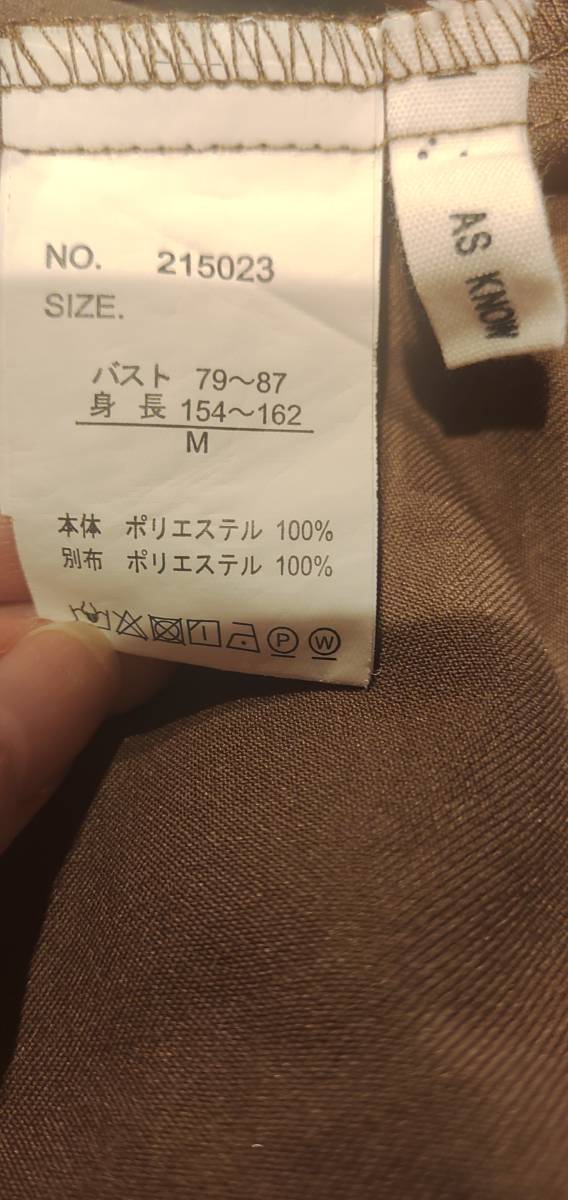 NO. 215023
SIZE.
バスト 79～87
身 長 154～162
M
本体 ポリエステル 100%
別布 ポリエステル 100%
P W
AS KNOW